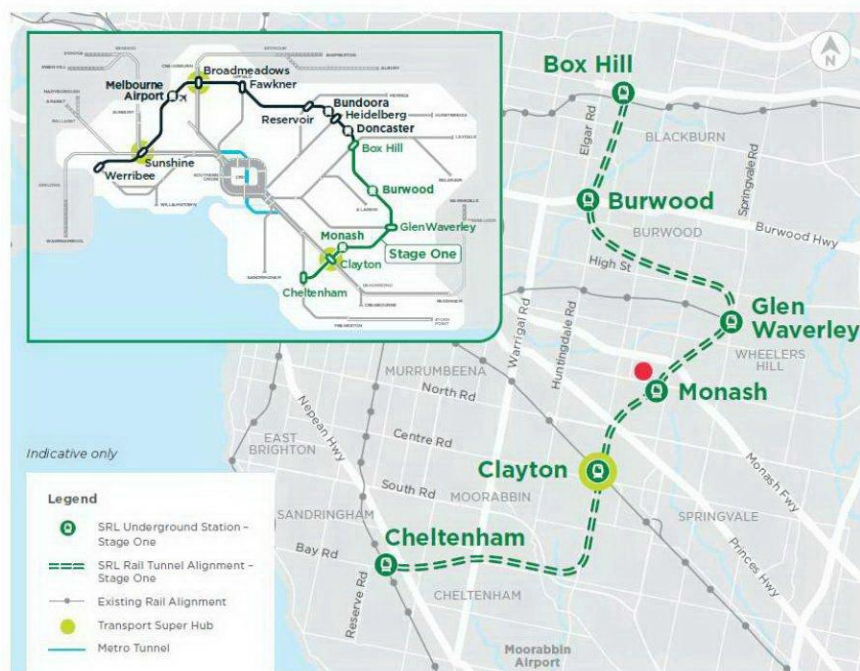 Broadmeadows
Fawkner
Melbourne
Airport
Reservoir
Bundoora
Heidelberg
Doncaster
Box Hill
Sunshine
Werribee
Burwood
Glen Waverley
Monash
Stage One
Clayton
Cheltenham
WILLIAMSTOWN
N
Box Hill
Elgar Rd
BLACKBURN
Springvale Rd
Burwood
BURWOOD
Burwood Hwy
High St
Glen
Waverley
WHEELERS
HILL
Warrigal Rd
Huntingdale Rd
MURRUMBEENA
North Rd
Monash
Nepean Hwy
EAST
BRIGHTON
Centre Rd
Clayton
Monash Fwy
South Rd
MOORABBIN
SPRINGVALE
SANDRINGHAM
Cheltenham
Princes Hwy
Bay Rd
Reserve Rd
CHELTENHAM
Moorabbin
Airport
Indicative only
Legend
SRL Underground Station –
Stage One
SRL Rail Tunnel Alignment –
Stage One
Existing Rail Alignment
Transport Super Hub
Metro Tunnel